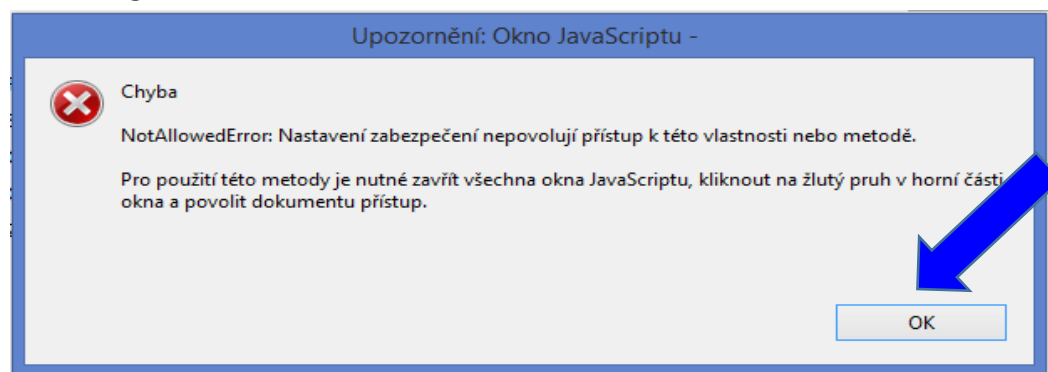 Upozornění: Okno JavaScriptu -
Chyba
NotAllowedError: Nastavení zabezpečení nepovolují přístup k této vlastnosti nebo metodě.
Pro použití této metody je nutné zavřít všechna okna JavaScriptu, kliknout na žlutý pruh v horní části
okna a povolit dokumentu přístup.
OK